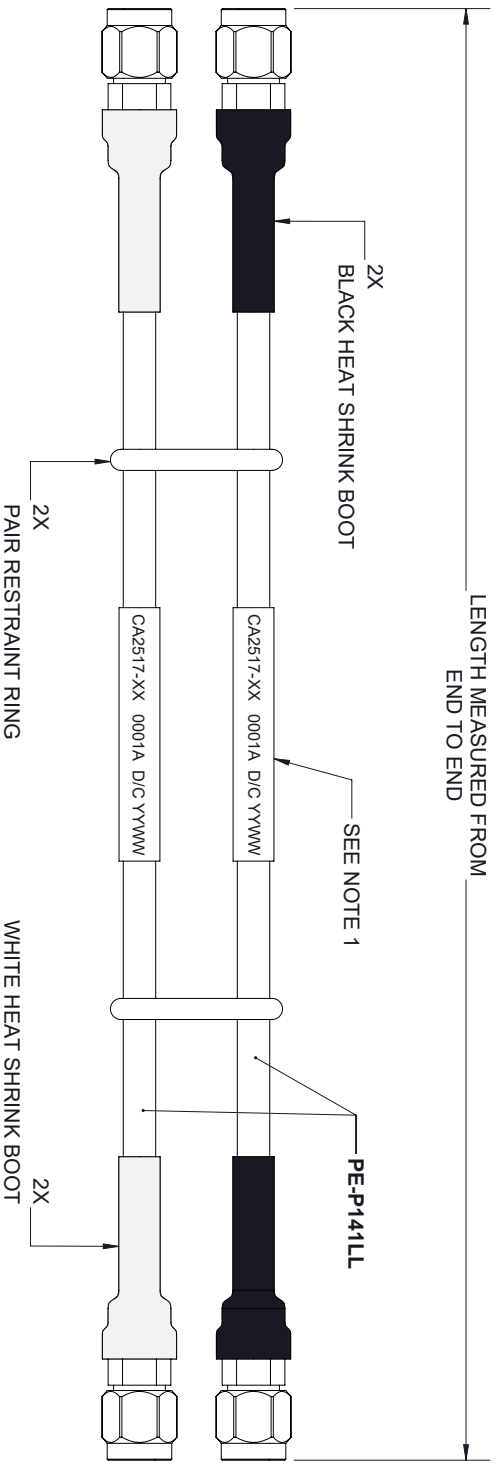 LENGTH MEASURED FROM
END TO END
2X
BLACK HEAT SHRINK BOOT
SEE NOTE 1
PE-P141LL
CA2517-XX 0001A D/C YYWW
CA2517-XX 0001A D/C YYWW
2X
PAIR RESTRAINT RING
2X
WHITE HEAT SHRINK BOOT